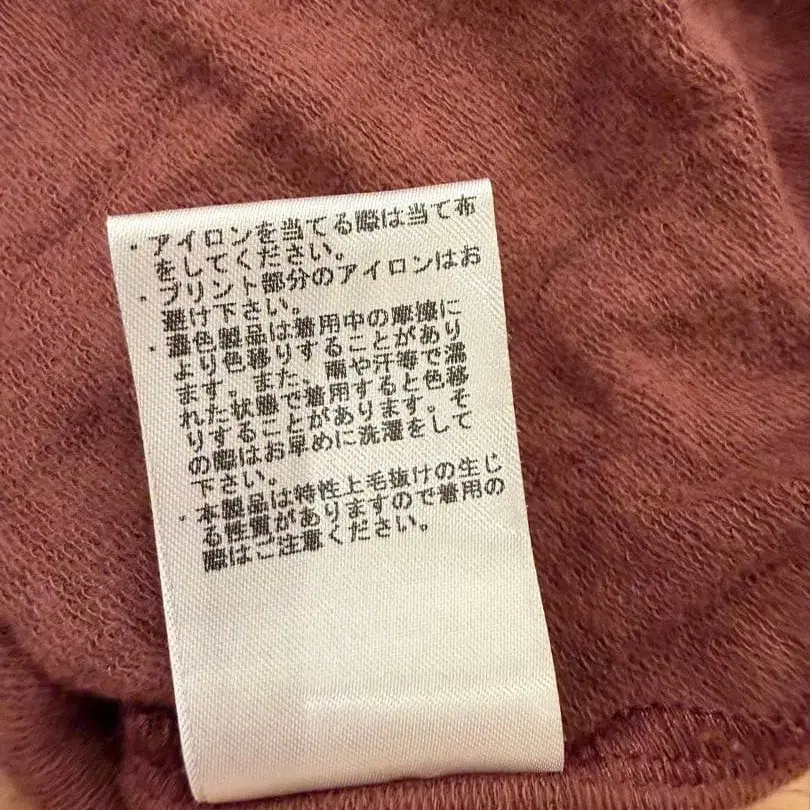 ・アイロンを当てる際は当て布
をしてください。
・プリント部分のアイロンはお
避け下さい。
・濃色製品は着用中の摩擦に
より色移りすることがあり
ます。また、雨や汗等で濡
れた状態で着用すると色移
りすることがあります。そ
の際はお早めに洗濯をして
下さい。
・本製品は特性上毛抜けの生じ
る性質がありますので着用の
際はご注意ください。